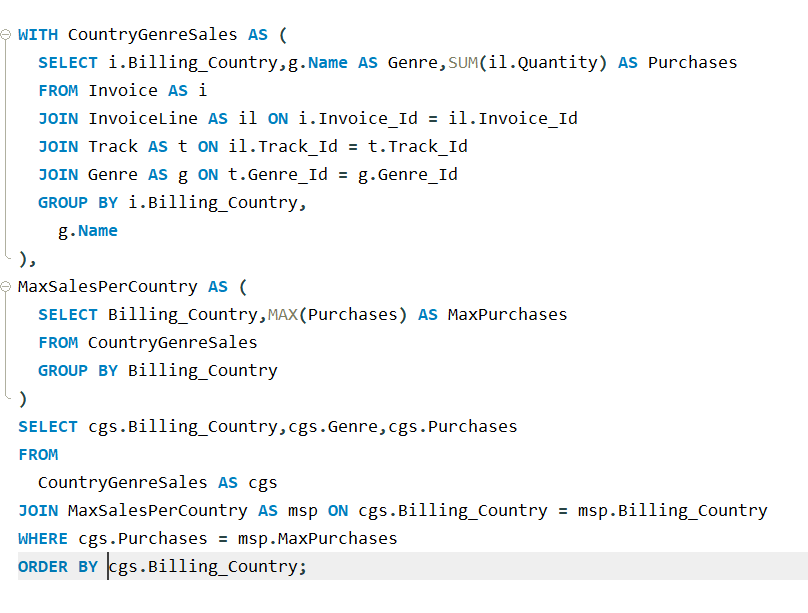 WITH CountryGenreSales AS (
SELECT i.Billing_Country,g.Name AS Genre,SUM(il.Quantity) AS Purchases
FROM Invoice AS i
JOIN InvoiceLine AS il ON i.Invoice_Id = il.Invoice_Id
JOIN Track AS t ON il.Track_Id = t.Track_Id
JOIN Genre AS g ON t.Genre_Id = g.Genre_Id
GROUP BY i.Billing_Country,
g.Name
),
MaxSalesPerCountry AS (
SELECT Billing_Country,MAX(Purchases) AS MaxPurchases
FROM CountryGenreSales
GROUP BY Billing_Country
)
SELECT cgs.Billing_Country,cgs.Genre,cgs.Purchases
FROM
CountryGenreSales AS cgs
JOIN MaxSalesPerCountry AS msp ON cgs.Billing_Country = msp.Billing_Country
WHERE cgs.Purchases = msp.MaxPurchases
ORDER BY cgs.Billing_Country;